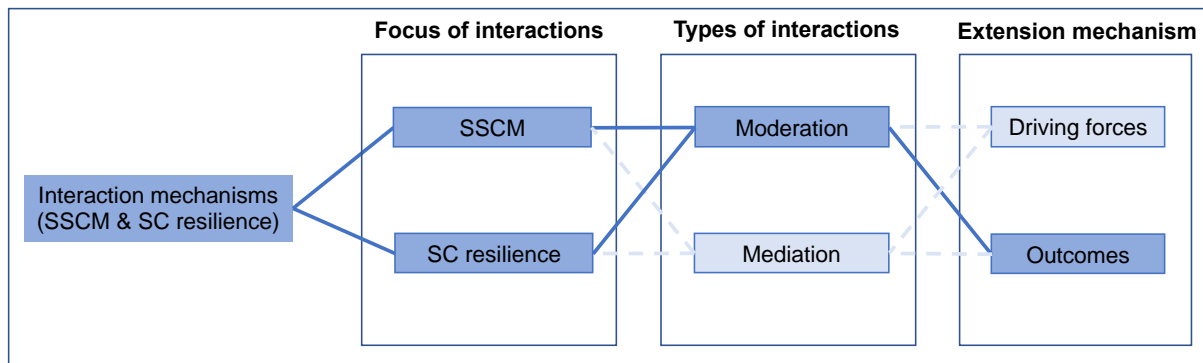 Focus of interactions
Types of interactions
Extension mechanism
SSCM
Moderation
Driving forces
Interaction mechanisms
(SSCM & SC resilience)
SC resilience
Mediation
Outcomes